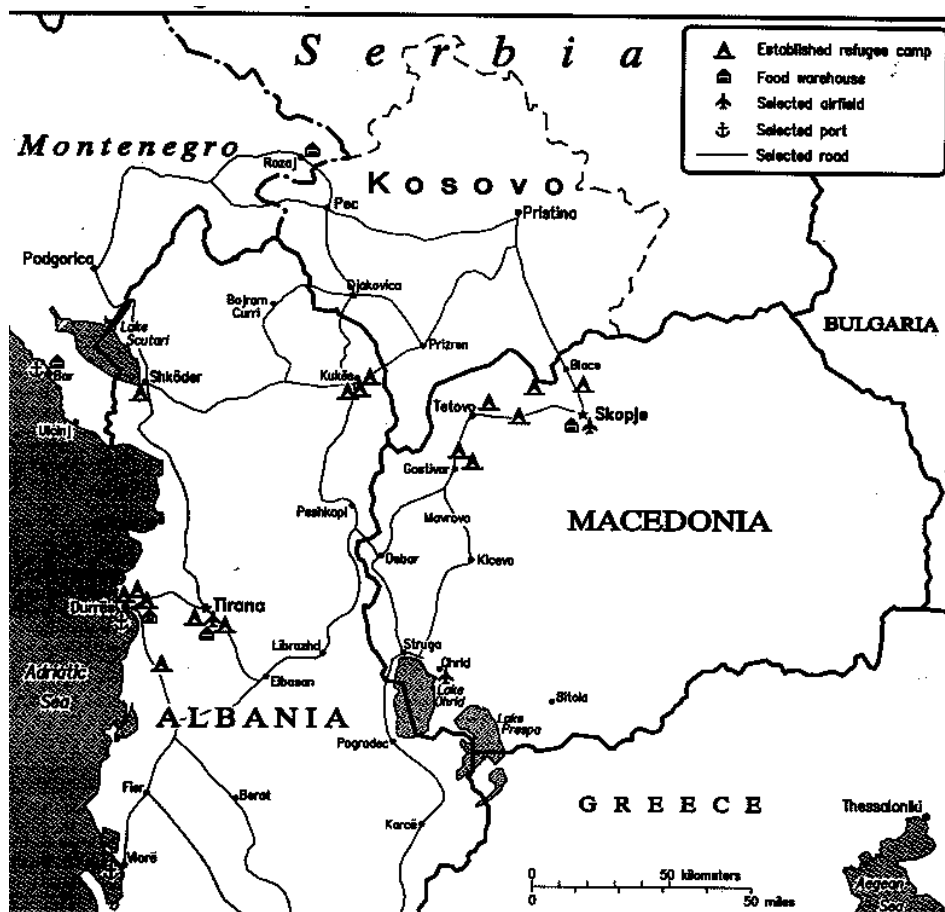 S e r b i a
Established refugee camp
Food warehouse
Selected airfield
Selected port
Selected road
Montenegro
Rozaj
Kosovo
Pec
Pristina
Podgorica
Djakovica
Bajram
Curri
Lake
Scutari
Prizren
BULGARIA
Bar
Shköder
Kukës
Blace
Tetovo
Skopje
Ulcinj
Gostivar
Peshkopi
Mavrovo
MACEDONIA
Debar
Kicevo
Durres
Tirana
Librazhd
Struga
Ohrid
Elbasan
Lake
Ohrid
Bitola
Adriatic
Sea
ALBANIA
Lake
Prespa
Pogradec
Fier
Berat
GREECE
Thessaloniki
Korcë
Vlorë
0 50 kilometers
0 50 miles
Aegean
Sea